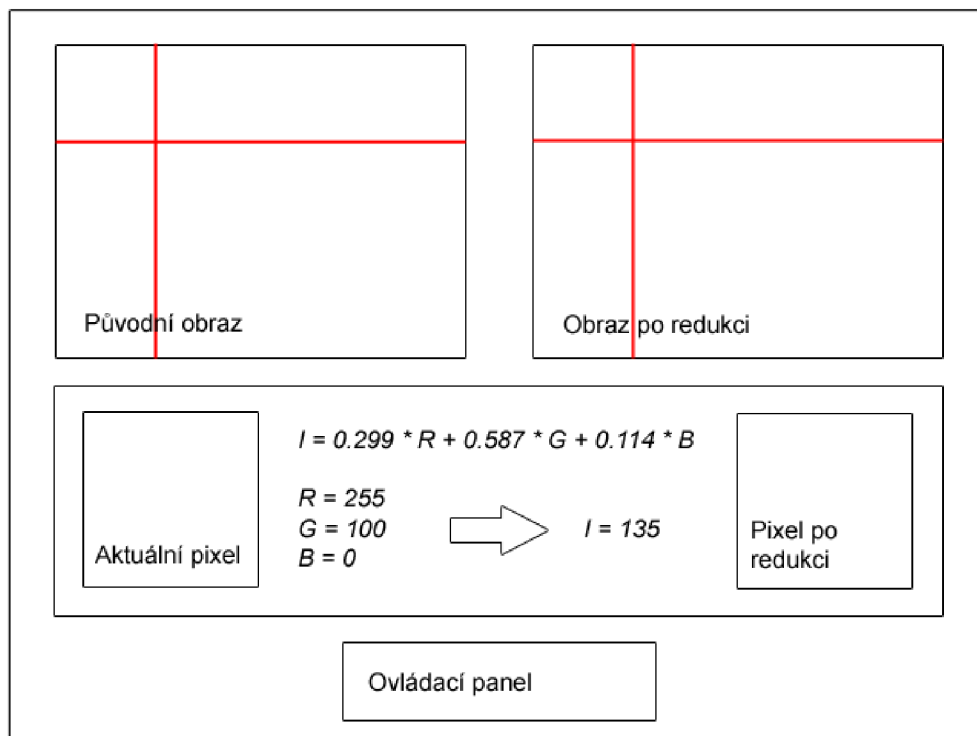 Původní obraz
Obraz po redukci
I = 0.299 * R + 0.587 * G + 0.114 * B
R = 255
G = 100
B = 0
I = 135
Aktuální pixel
Pixel po
redukci
Ovládací panel